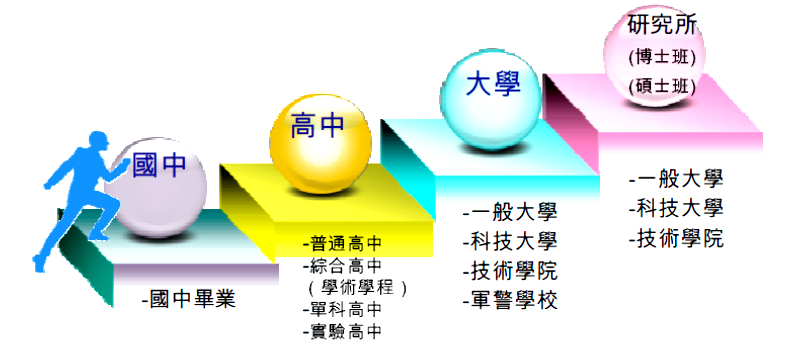 國中
-國中畢業
高中
-普通高中
-綜合高中
（學術學程）
-單科高中
-實驗高中
大學
-一般大學
-科技大學
-技術學院
-軍警學校
研究所
(博士班)
(碩士班)
-一般大學
-科技大學
-技術學院